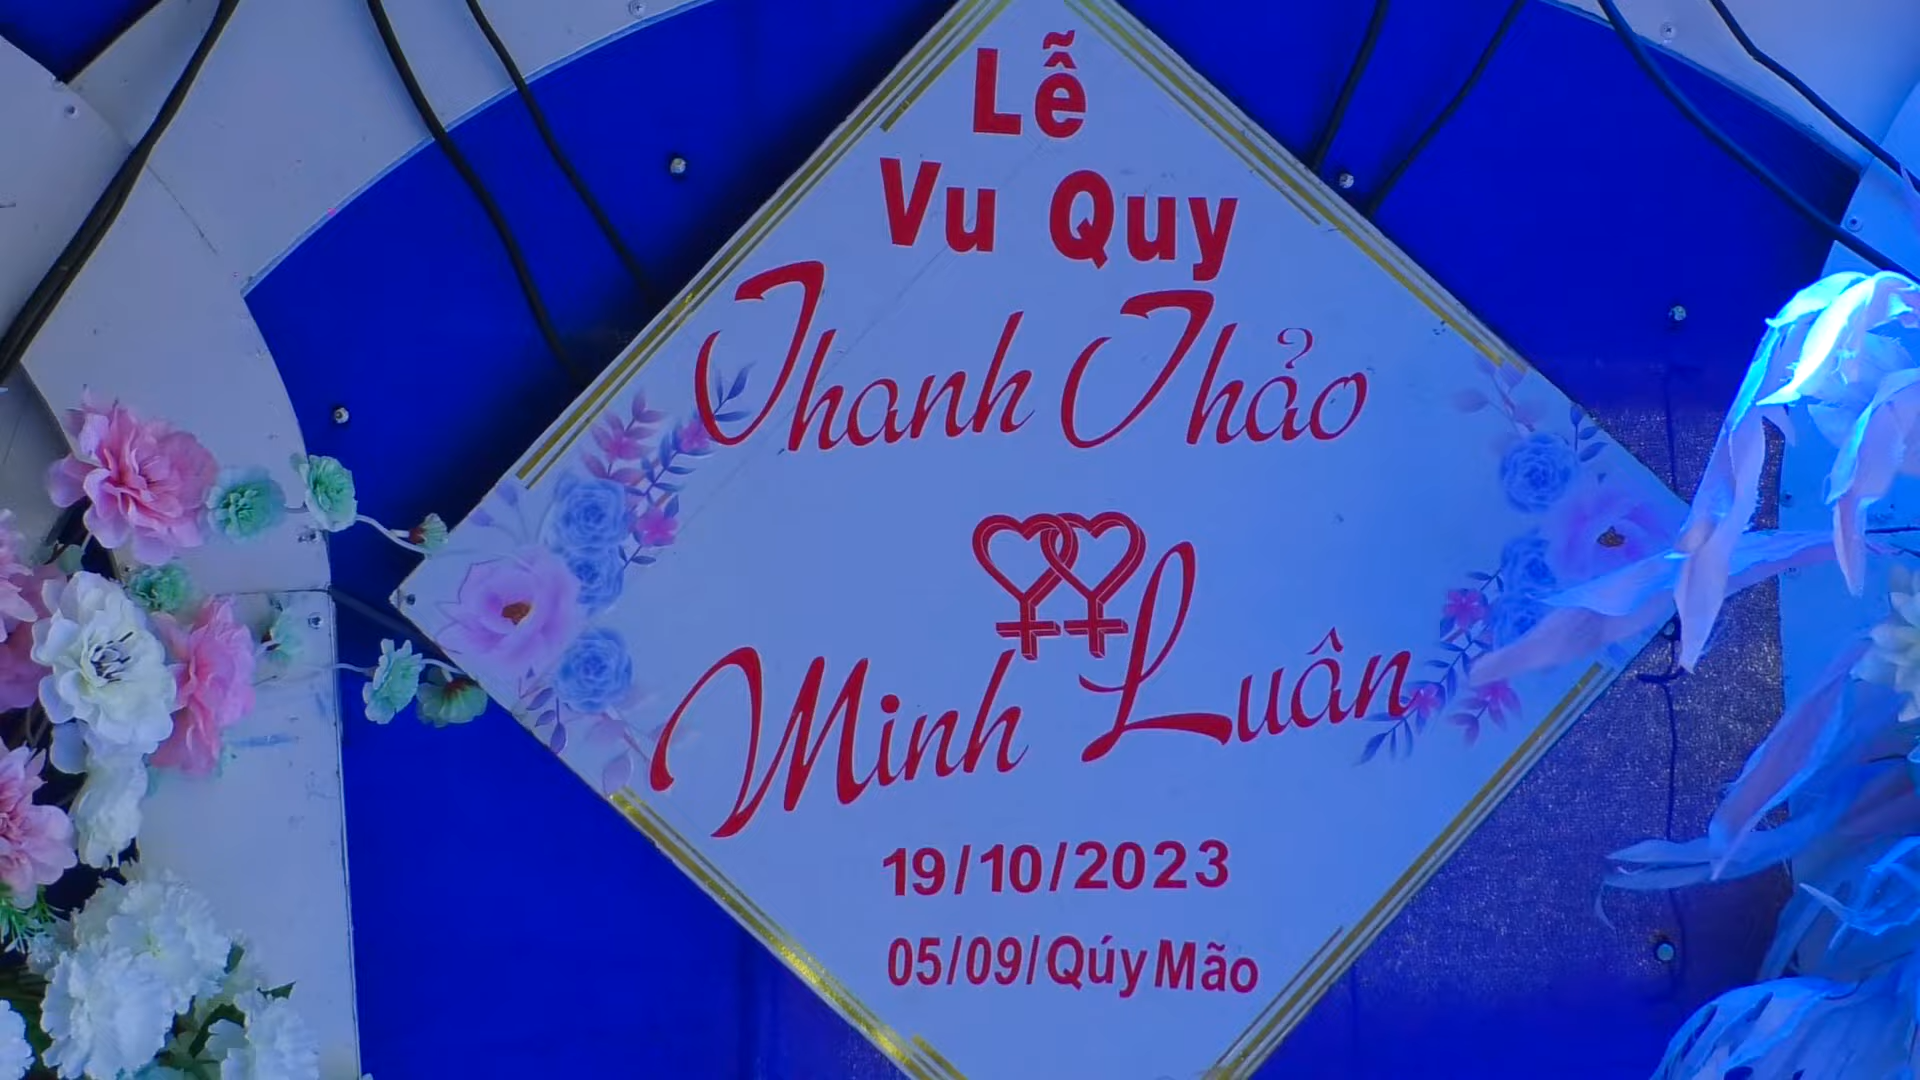 Lễ
Vu Quy
Thanh Thảo
Minh Luân
19/10/2023
05/09/Qúy Mão